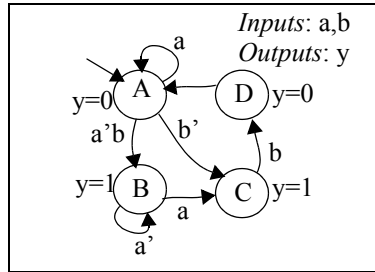 Inputs: a,b
Outputs: y
a
A
D
y=0
y=0
a'b
b'
b
y=1
B
C
y=1
a
a'